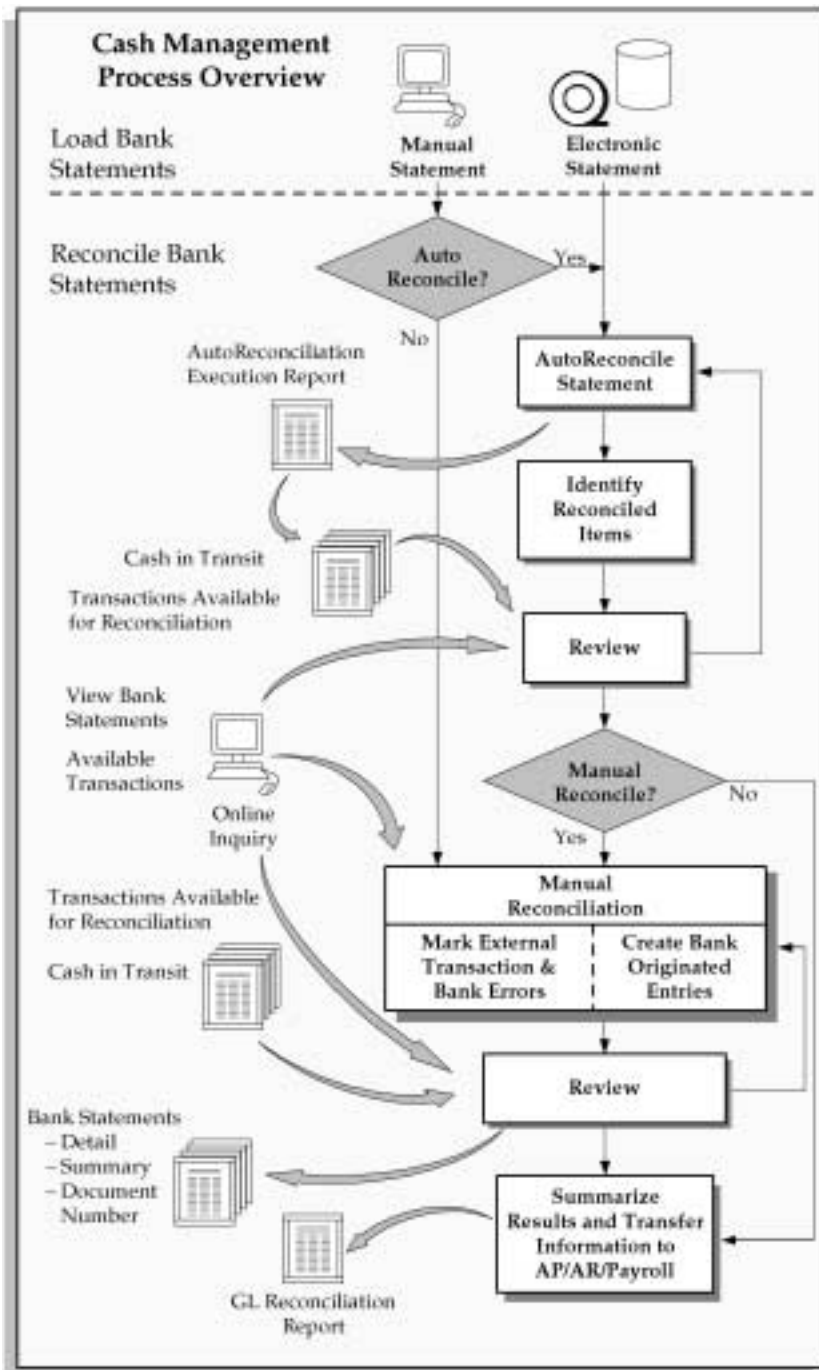 Cash Management
Process Overview
Load Bank
Statements
Manual
Statement
Electronic
Statement
Reconcile Bank
Statements
Auto
Reconcile?
Yes
No
AutoReconciliation
Execution Report
AutoReconcile
Statement
Identify
Reconciled
Items
Cash in Transit
Transactions Available
for Reconciliation
Review
View Bank
Statements
Available
Transactions
Online
Inquiry
Manual
Reconcile?
No
Yes
Manual
Reconciliation
Mark External
Transaction &
Bank Errors
Create Bank
Originated
Entries
Transactions Available
for Reconciliation
Cash in Transit
Review
Bank Statements
– Detail
– Summary
– Document
Number
Summarize
Results and Transfer
Information to
AP/AR/Payroll
GL Reconciliation
Report